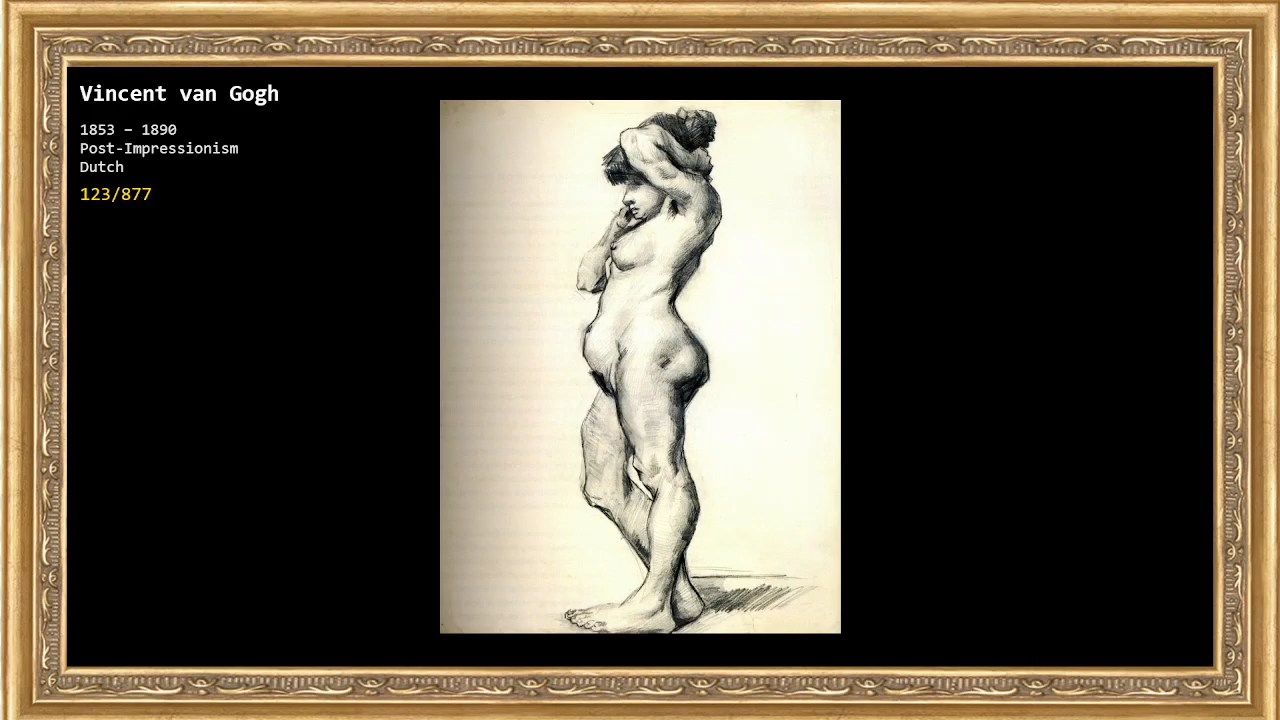 Vincent van Gogh
1853 – 1890
Post-Impressionism
Dutch
123/877